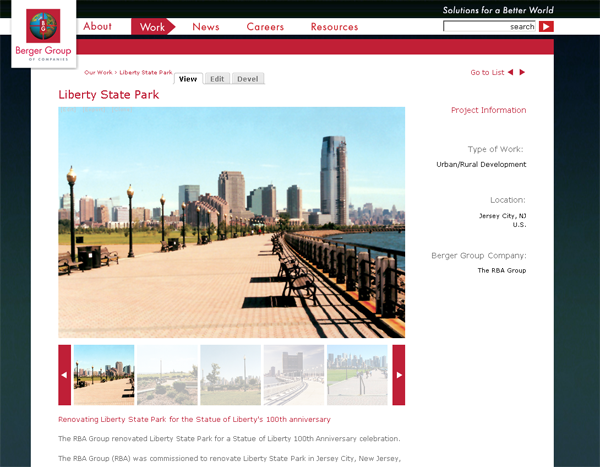 Solutions for a Better World
About Work News Careers Resources
search
Berger Group
OF COMPANIES
Our Work > Liberty State Park
View Edit Devel
Go to List
Liberty State Park
Project Information
Type of Work:
Urban/Rural Development
Location:
Jersey City, NJ
U.S.
Berger Group Company:
The RBA Group
Renovating Liberty State Park for the Statue of Liberty's 100th anniversary
The RBA Group renovated Liberty State Park for a Statue of Liberty 100th Anniversary celebration.
The RBA Group (RBA) was commissioned to renovate Liberty State Park in Jersey City, New Jersey,